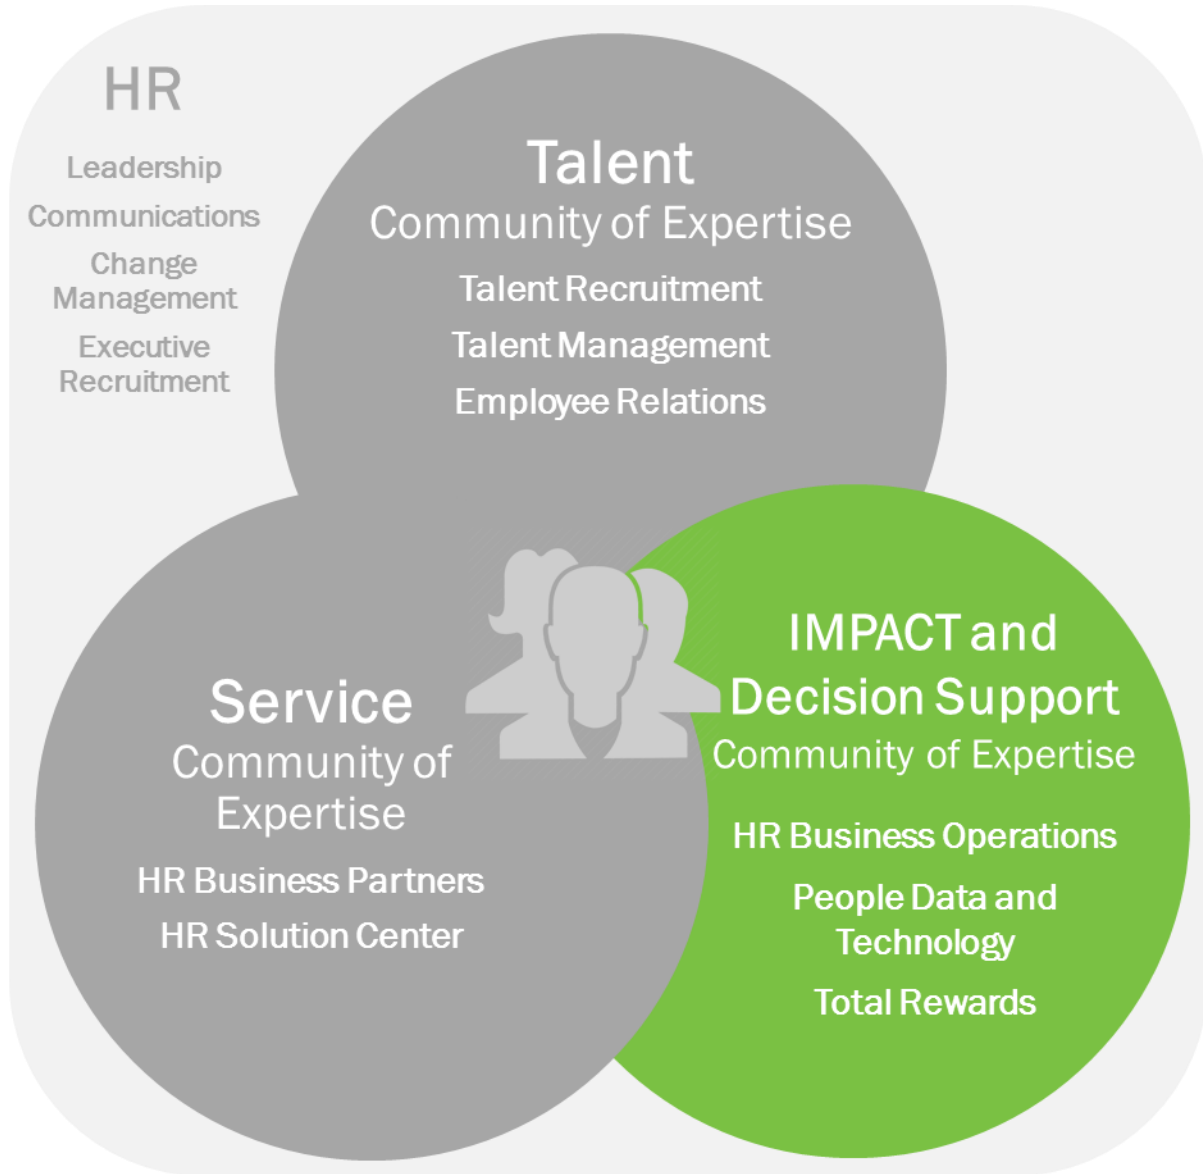 HR
Leadership
Communications
Change
Management
Executive
Recruitment
Talent
Community of Expertise
Talent Recruitment
Talent Management
Employee Relations
Service
Community of
Expertise
HR Business Partners
HR Solution Center
IMPACT and
Decision Support
Community of Expertise
HR Business Operations
People Data and
Technology
Total Rewards